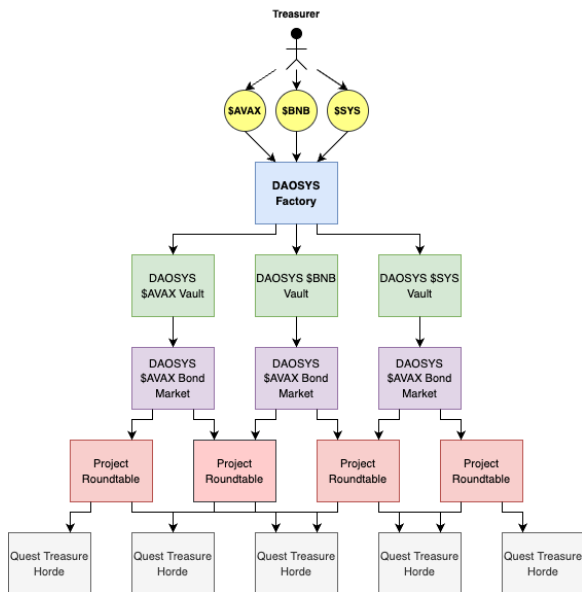 Treasurer
$AVAX
$BNB
$SYS
DAOSYS
Factory
DAOSYS
$AVAX Vault
DAOSYS $BNB
Vault
DAOSYS $SYS
Vault
DAOSYS
$AVAX Bond
Market
DAOSYS
$AVAX Bond
Market
DAOSYS
$AVAX Bond
Market
Project
Roundtable
Project
Roundtable
Project
Roundtable
Project
Roundtable
Quest Treasure
Horde
Quest Treasure
Horde
Quest Treasure
Horde
Quest Treasure
Horde
Quest Treasure
Horde